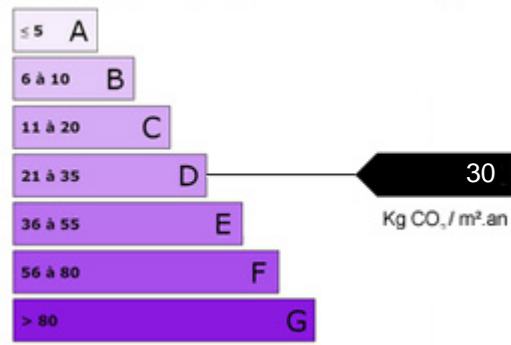 ≤ 5 A
6 à 10 B
11 à 20 C
21 à 35 D
30
Kg CO₂/ m².an
36 à 55 E
56 à 80 F
> 80 G